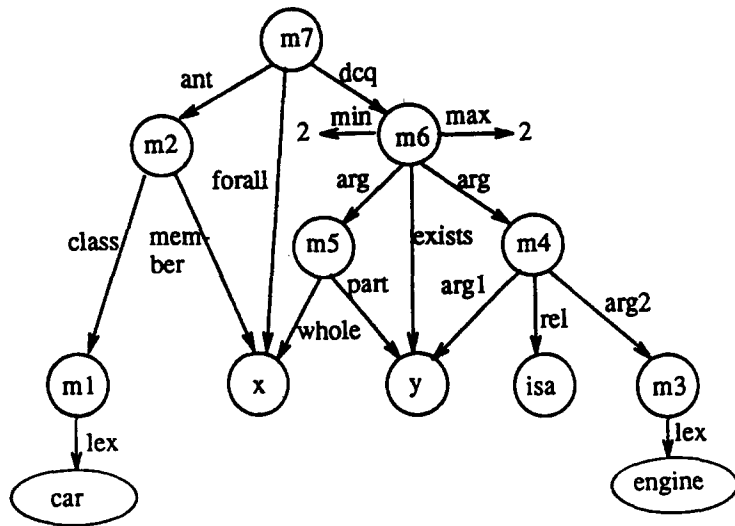 m7
ant
dcq
m2
2
min
m6
max
2
forall
arg
arg
class
mem-
ber
m5
exists
m4
part
arg1
rel
arg2
whole
m1
x
y
isa
m3
lex
lex
car
engine